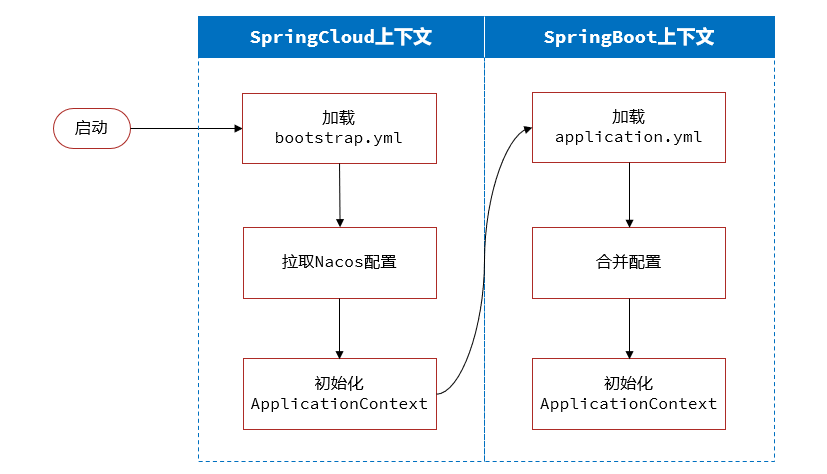 SpringCloud上下文
SpringBoot上下文
启动
加载
bootstrap.yml
拉取Nacos配置
初始化
ApplicationContext
加载
application.yml
合并配置
初始化
ApplicationContext